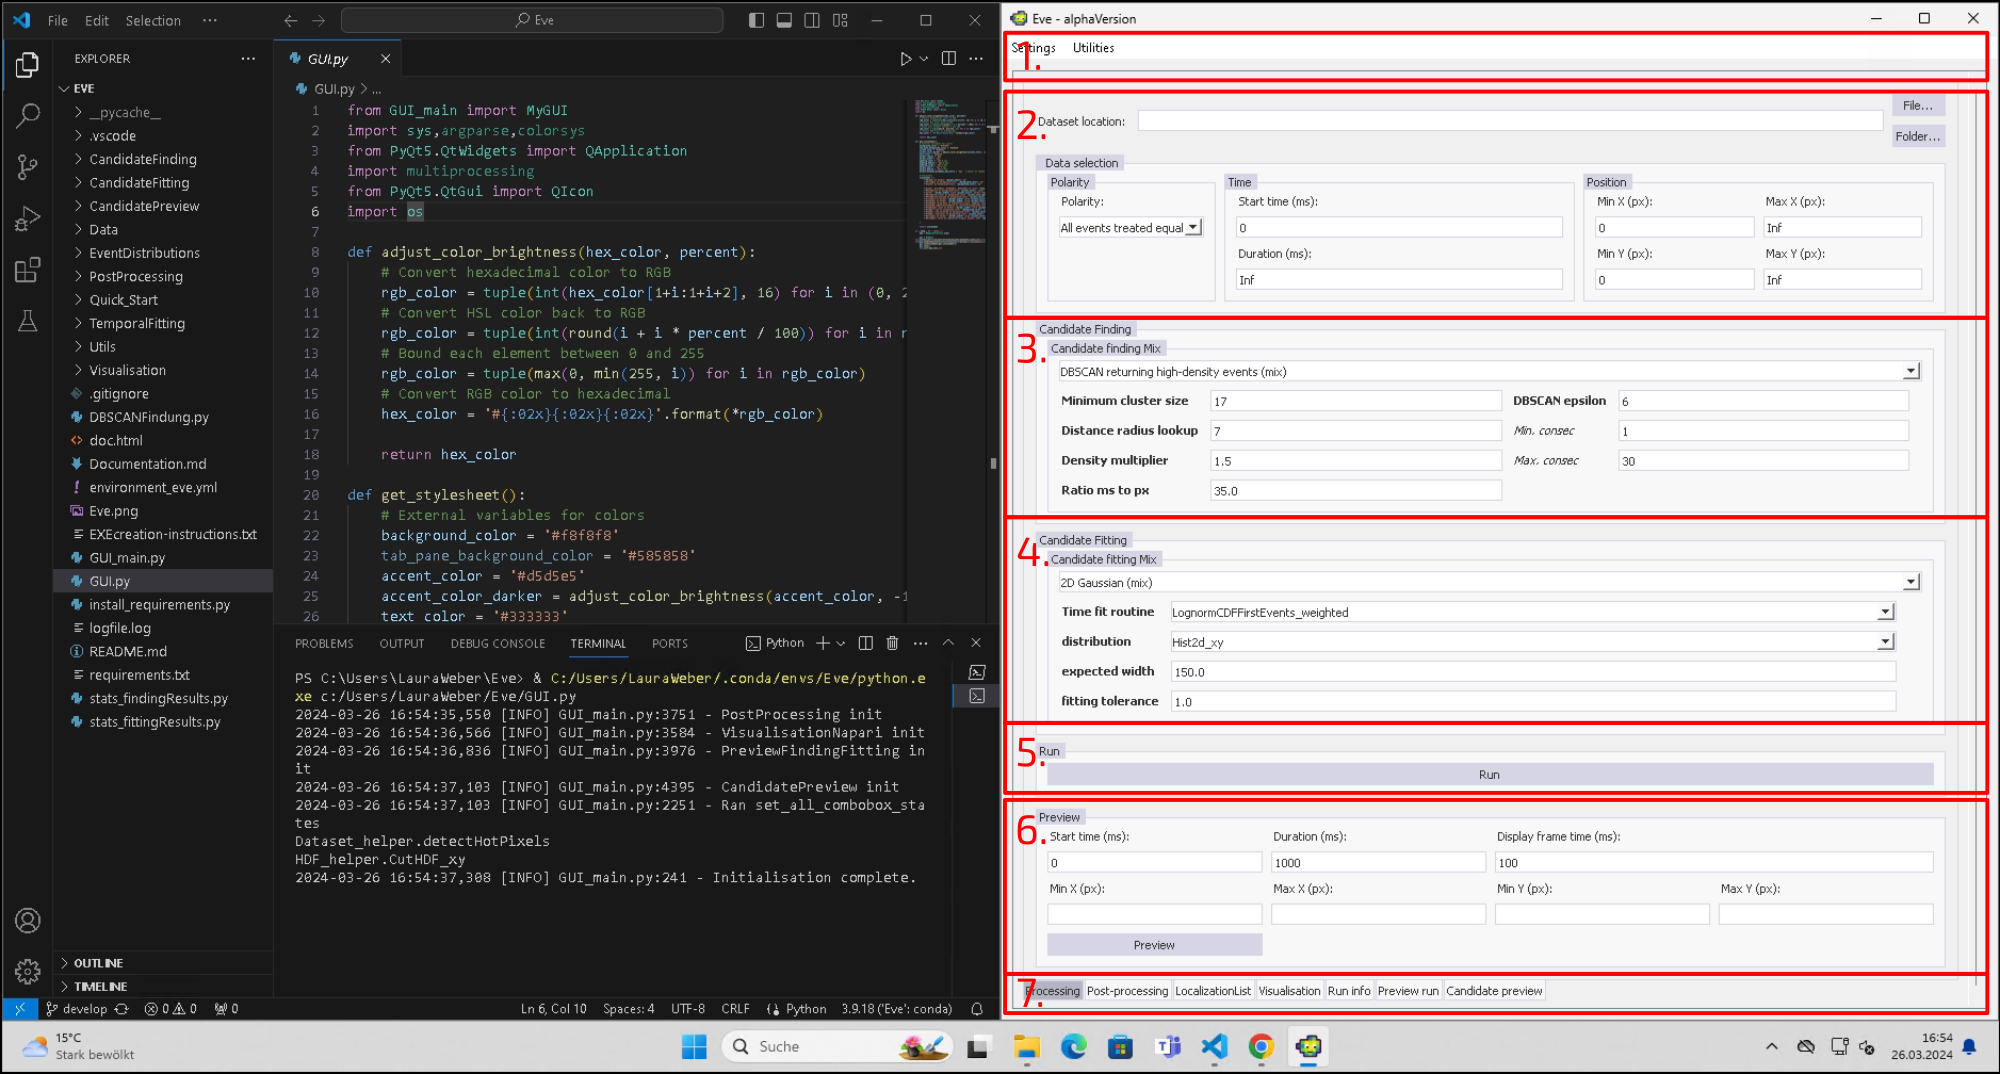 File Edit Selection ···
Eve
EXPLORER
EVE
__pycache__
.vscode
CandidateFinding
CandidateFitting
CandidatePreview
Data
EventDistributions
PostProcessing
Quick_Start
TemporalFitting
Utils
Visualisation
.gitignore
DBSCANFindung.py
doc.html
Documentation.md
environment_eve.yml
Eve.png
EXEcreation-instructions.txt
GUI_main.py
GUI.py
install_requirements.py
logfile.log
README.md
requirements.txt
stats_findingResults.py
stats_fittingResults.py
OUTLINE
TIMELINE
GUI.py
GUI.py > ...
1 from GUI_main import MyGUI
2 import sys,argparse,colorsys
3 from PyQt5.QtWidgets import QApplication
4 import multiprocessing
5 from PyQt5.QtGui import QIcon
6 import os
7
8 def adjust_color_brightness(hex_color, percent):
9 # Convert hexadecimal color to RGB
10 rgb_color = tuple(int(hex_color[1+i:1+i+2], 16) for i in (0, 2
11 # Convert HSL color back to RGB
12 rgb_color = tuple(int(round(i + i * percent / 100)) for i in r
13 # Bound each element between 0 and 255
14 rgb_color = tuple(max(0, min(255, i)) for i in rgb_color)
15 # Convert RGB color to hexadecimal
16 hex_color = '#{:02x}{:02x}{:02x}'.format(*rgb_color)
17
18 return hex_color
19
20 def get_stylesheet():
21 # External variables for colors
22 background_color = '#f8f8f8'
23 tab_pane_background_color = '#585858'
24 accent_color = '#d5d5e5'
25 accent_color_darker = adjust_color_brightness(accent_color, -1
26 text_color = '#333333'
PROBLEMS OUTPUT DEBUG CONSOLE TERMINAL PORTS Python
PS C:\Users\LauraWeber\Eve> & C:/Users/LauraWeber/.conda/envs/Eve/python.e
xe c:/Users/LauraWeber/Eve/GUI.py
2024-03-26 16:54:35,550 [INFO] GUI_main.py:3751 - PostProcessing init
2024-03-26 16:54:36,566 [INFO] GUI_main.py:3584 - VisualisationNapari init
2024-03-26 16:54:36,836 [INFO] GUI_main.py:3976 - PreviewFindingFitting in
it
2024-03-26 16:54:37,103 [INFO] GUI_main.py:4395 - CandidatePreview init
2024-03-26 16:54:37,103 [INFO] GUI_main.py:2251 - Ran set_all_combobox_sta
tes
Dataset_helper.detectHotPixels
HDF_helper.CutHDF_xy
2024-03-26 16:54:37,308 [INFO] GUI_main.py:241 - Initialisation complete.
develop 0 0 0 Ln 6, Col 10 Spaces: 4 UTF-8 CRLF Python 3.9.18 ('Eve': conda)
Eve - alphaVersion
1.
Settings Utilities
2.
Dataset location: File...
Folder...
Data selection
Polarity Time Position
Polarity: Start time (ms): Min X (px): Max X (px):
All events treated equal 0 0 Inf
Duration (ms): Min Y (px): Max Y (px):
Inf 0 Inf
3.
Candidate Finding
Candidate finding Mix
DBSCAN returning high-density events (mix)
Minimum cluster size 17 DBSCAN epsilon 6
Distance radius lookup 7 Min. consec 1
Density multiplier 1.5 Max. consec 30
Ratio ms to px 35.0
4.
Candidate Fitting
Candidate fitting Mix
2D Gaussian (mix)
Time fit routine LognormCDFFirstEvents_weighted
distribution Hist2d_xy
expected width 150.0
fitting tolerance 1.0
5.
Run
Run
6.
Preview
Start time (ms): Duration (ms): Display frame time (ms):
0 1000 100
Min X (px): Max X (px): Min Y (px): Max Y (px):
Preview
7.
Processing Post-processing LocalizationList Visualisation Run info Preview run Candidate preview
15°C
Stark bewölkt
Suche
16:54
26.03.2024